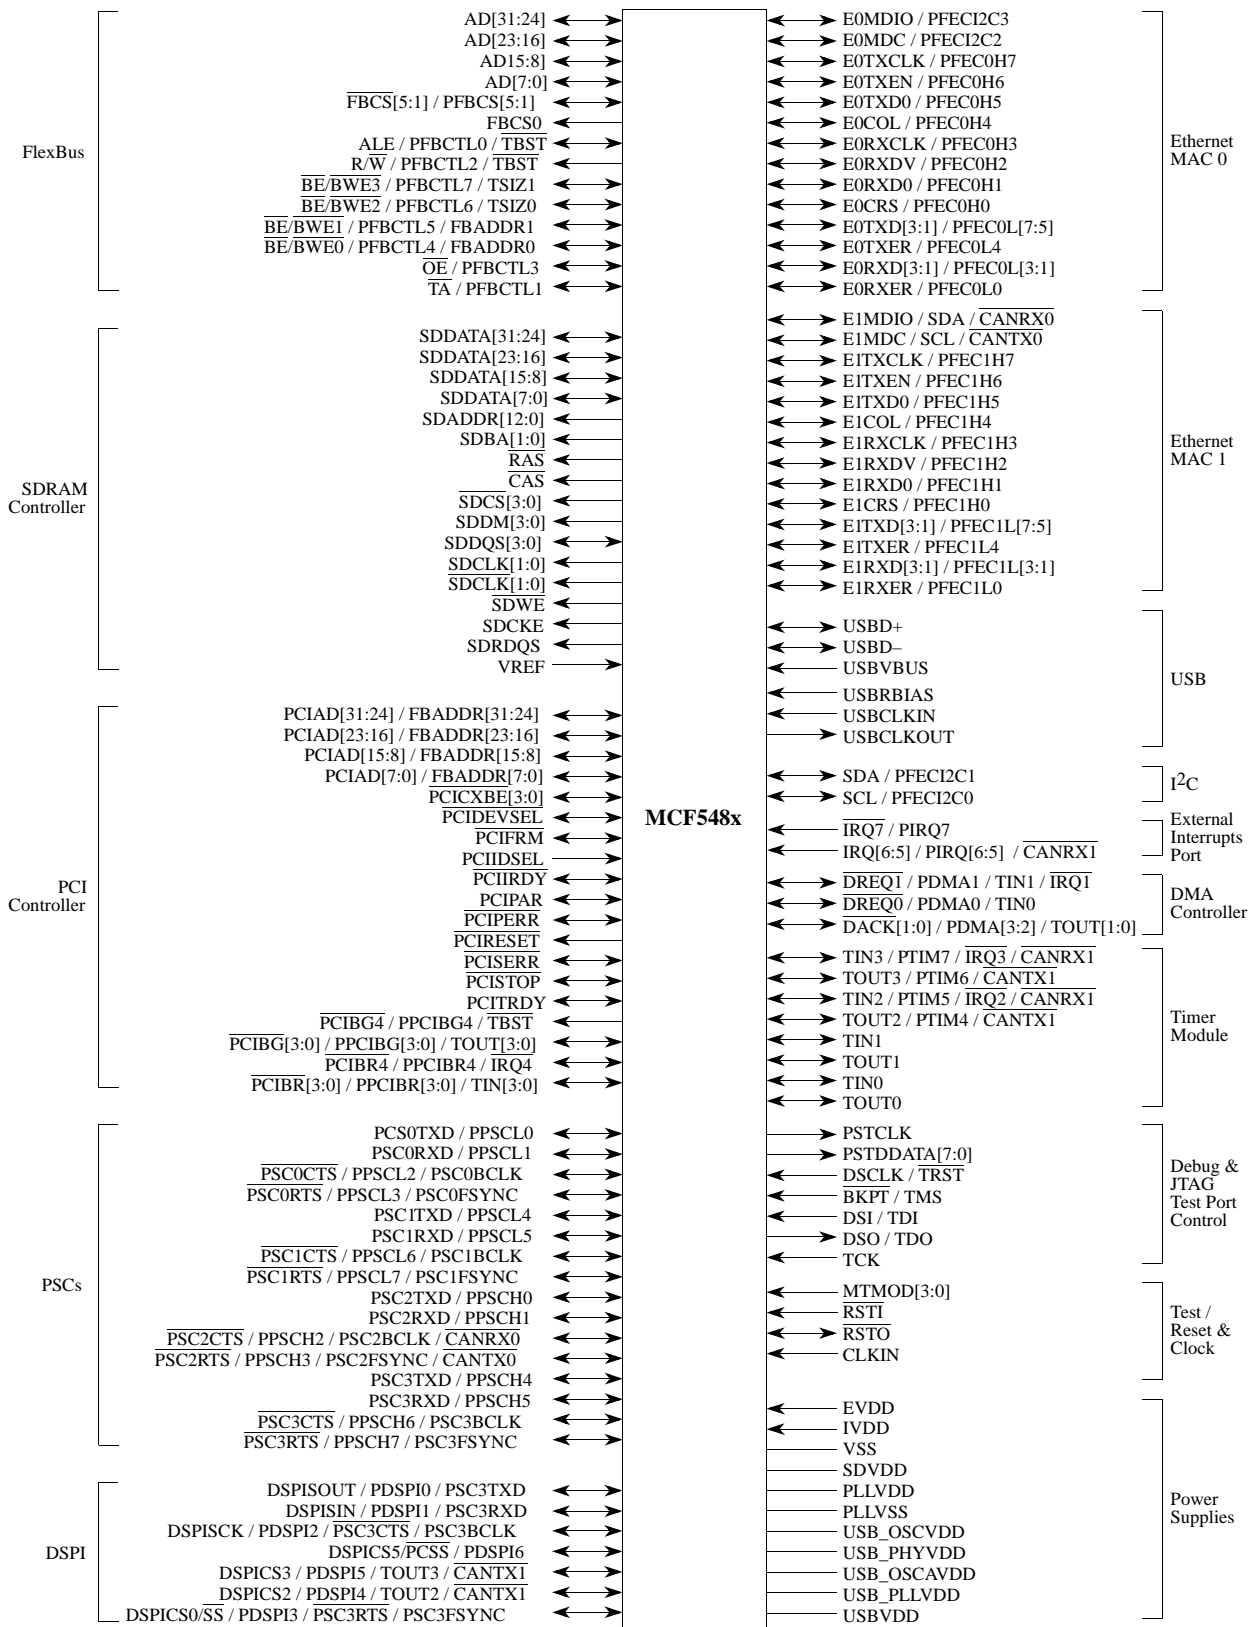 FlexBus
AD[31:24]
AD[23:16]
AD15:8]
AD[7:0]
FBCS[5:1] / PFBCS[5:1]
FBCS0
ALE / PFBCTL0 / TBST
R/W / PFBCTL2 / TBST
BE/BWE3 / PFBCTL7 / TSIZ1
BE/BWE2 / PFBCTL6 / TSIZ0
BE/BWE1 / PFBCTL5 / FBADDR1
BE/BWE0 / PFBCTL4 / FBADDR0
OE / PFBCTL3
TA / PFBCTL1
SDRAM
Controller
SDDATA[31:24]
SDDATA[23:16]
SDDATA[15:8]
SDDATA[7:0]
SDADDR[12:0]
SDBA[1:0]
RAS
CAS
SDCS[3:0]
SDDM[3:0]
SDDQS[3:0]
SDCLK[1:0]
SDCLK[1:0]
SDWE
SDCKE
SDRDQS
VREF
PCI
Controller
PCIAD[31:24] / FBADDR[31:24]
PCIAD[23:16] / FBADDR[23:16]
PCIAD[15:8] / FBADDR[15:8]
PCIAD[7:0] / FBADDR[7:0]
PCICXBE[3:0]
PCIDEVSEL
PCIFRM
PCIIDSEL
PCIIRDY
PCIPAR
PCIPERR
PCIRESET
PCISERR
PCISTOP
PCITRDY
PCIBG4 / PPCIBG4 / TBST
PCIBG[3:0] / PPCIBG[3:0] / TOUT[3:0]
PCIBR4 / PPCIBR4 / IRQ4
PCIBR[3:0] / PPCIBR[3:0] / TIN[3:0]
PSCs
PCS0TXD / PPSCL0
PSC0RXD / PPSCL1
PSC0CTS / PPSCL2 / PSC0BCLK
PSC0RTS / PPSCL3 / PSC0FSYNC
PSC1TXD / PPSCL4
PSC1RXD / PPSCL5
PSC1CTS / PPSCL6 / PSC1BCLK
PSC1RTS / PPSCL7 / PSC1FSYNC
PSC2TXD / PPSCH0
PSC2RXD / PPSCH1
PSC2CTS / PPSCH2 / PSC2BCLK / CANRX0
PSC2RTS / PPSCH3 / PSC2FSYNC / CANTX0
PSC3TXD / PPSCH4
PSC3RXD / PPSCH5
PSC3CTS / PPSCH6 / PSC3BCLK
PSC3RTS / PPSCH7 / PSC3FSYNC
DSPI
DSPISOUT / PDSPI0 / PSC3TXD
DSPISIN / PDSPI1 / PSC3RXD
DSPISCK / PDSPI2 / PSC3CTS / PSC3BCLK
DSPICS5/PCSS / PDSPI6
DSPICS3 / PDSPI5 / TOUT3 / CANTX1
DSPICS2 / PDSPI4 / TOUT2 / CANTX1
DSPICS0/SS / PDSPI3 / PSC3RTS / PSC3FSYNC
MCF548x
E0MDIO / PFECI2C3
E0MDC / PFECI2C2
E0TXCLK / PFEC0H7
E0TXEN / PFEC0H6
E0TXD0 / PFEC0H5
E0COL / PFEC0H4
E0RXCLK / PFEC0H3
E0RXDV / PFEC0H2
E0RXD0 / PFEC0H1
E0CRS / PFEC0H0
E0TXD[3:1] / PFEC0L[7:5]
E0TXER / PFEC0L4
E0RXD[3:1] / PFEC0L[3:1]
E0RXER / PFEC0L0
Ethernet
MAC 0
E1MDIO / SDA / CANRX0
E1MDC / SCL / CANTX0
E1TXCLK / PFEC1H7
E1TXEN / PFEC1H6
E1TXD0 / PFEC1H5
E1COL / PFEC1H4
E1RXCLK / PFEC1H3
E1RXDV / PFEC1H2
E1RXD0 / PFEC1H1
E1CRS / PFEC1H0
E1TXD[3:1] / PFEC1L[7:5]
E1TXER / PFEC1L4
E1RXD[3:1] / PFEC1L[3:1]
E1RXER / PFEC1L0
Ethernet
MAC 1
USBD+
USBD–
USBVBUS
USBRBIAS
USBCLKIN
USBCLKOUT
USB
SDA / PFECI2C1
SCL / PFECI2C0
I2C
IRQ7 / PIRQ7
IRQ[6:5] / PIRQ[6:5] / CANRX1
External
Interrupts
Port
DREQ1 / PDMA1 / TIN1 / IRQ1
DREQ0 / PDMA0 / TIN0
DACK[1:0] / PDMA[3:2] / TOUT[1:0]
DMA
Controller
TIN3 / PTIM7 / IRQ3 / CANRX1
TOUT3 / PTIM6 / CANTX1
TIN2 / PTIM5 / IRQ2 / CANRX1
TOUT2 / PTIM4 / CANTX1
TIN1
TOUT1
TIN0
TOUT0
Timer
Module
PSTCLK
PSTDDATA[7:0]
DSCLK / TRST
BKPT / TMS
DSI / TDI
DSO / TDO
TCK
Debug &
JTAG
Test Port
Control
MTMOD[3:0]
RSTI
RSTO
CLKIN
Test /
Reset &
Clock
EVDD
IVDD
VSS
SDVDD
PLLVDD
PLLVSS
USB_OSCVDD
USB_PHYVDD
USB_OSCAVDD
USB_PLLVDD
USBVDD
Power
Supplies